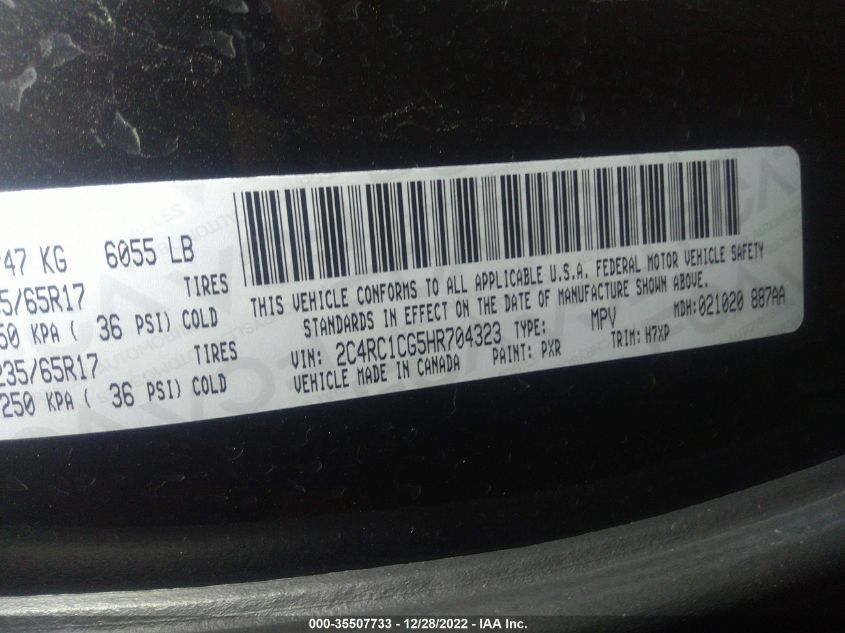 47 KG 6055 LB
5/65R17 TIRES
50 KPA ( 36 PSI) COLD
235/65R17 TIRES
250 KPA ( 36 PSI) COLD
THIS VEHICLE CONFORMS TO ALL APPLICABLE U.S.A. FEDERAL MOTOR VEHICLE SAFETY
STANDARDS IN EFFECT ON THE DATE OF MANUFACTURE SHOWN ABOVE.
VIN: 2C4RC1CG5HR704323 TYPE: MPV MDH:021020 887AA
VEHICLE MADE IN CANADA PAINT: PXR TRIM: H7XP
000-35507733 - 12/28/2022 - IAA Inc.